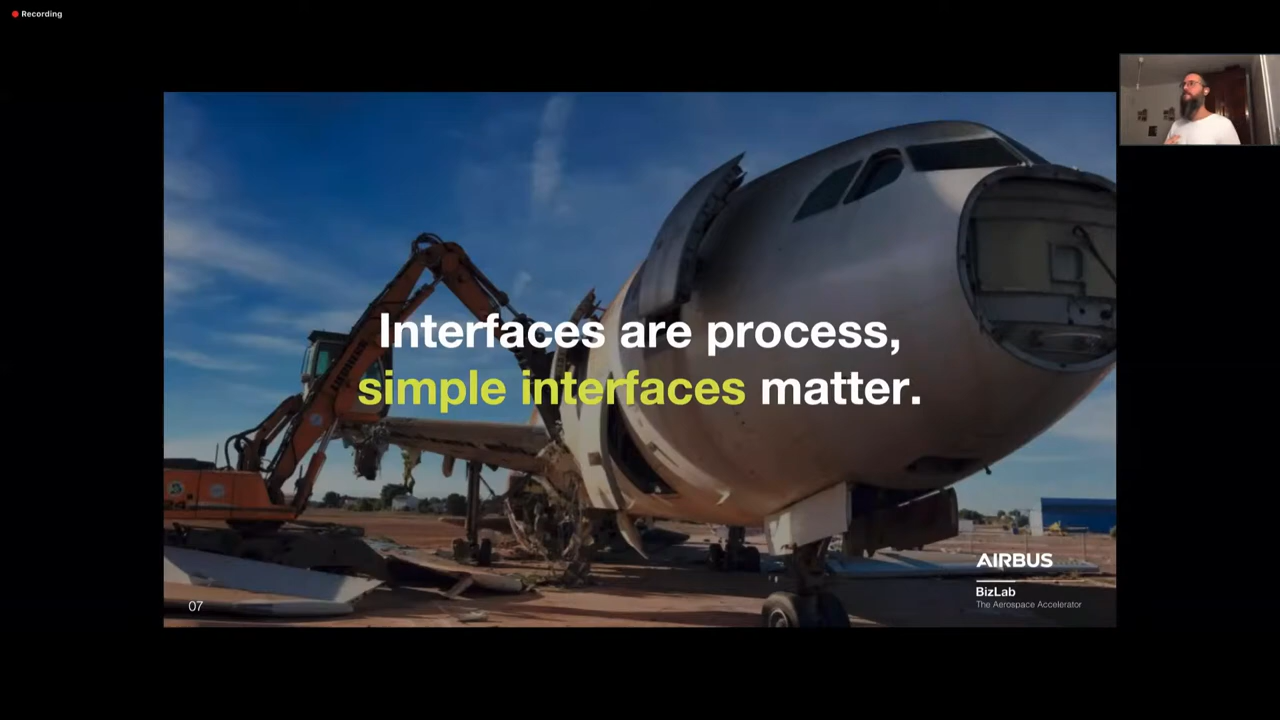 Recording
Interfaces are process,
simple interfaces matter.
AIRBUS
BizLab
The Aerospace Accelerator
07